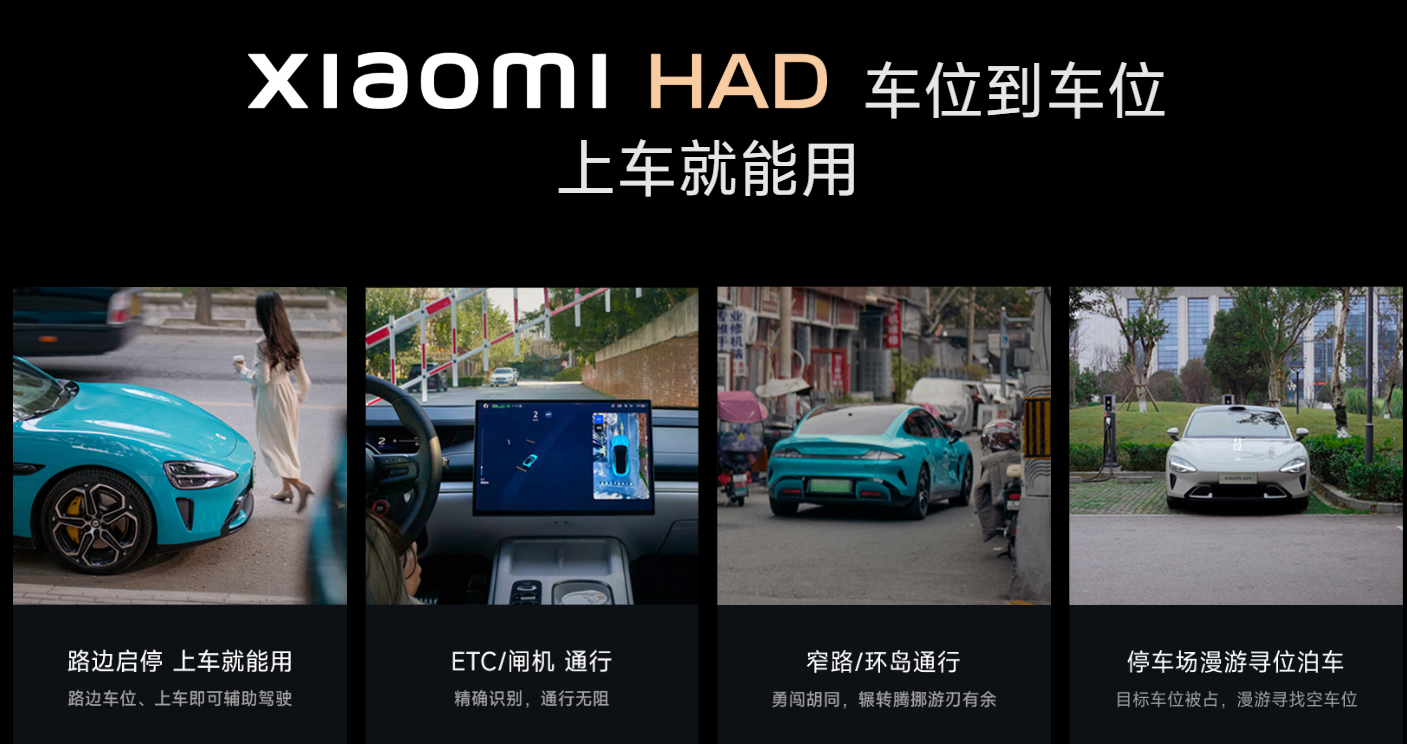 xiaomi HAD 车位到车位
上车就能用
路边启停 上车就能用
路边车位、上车即可辅助驾驶
ETC/闸机 通行
精确识别，通行无阻
窄路/环岛通行
勇闯胡同，辗转腾挪游刃有余
停车场漫游寻位泊车
目标车位被占，漫游寻找空车位